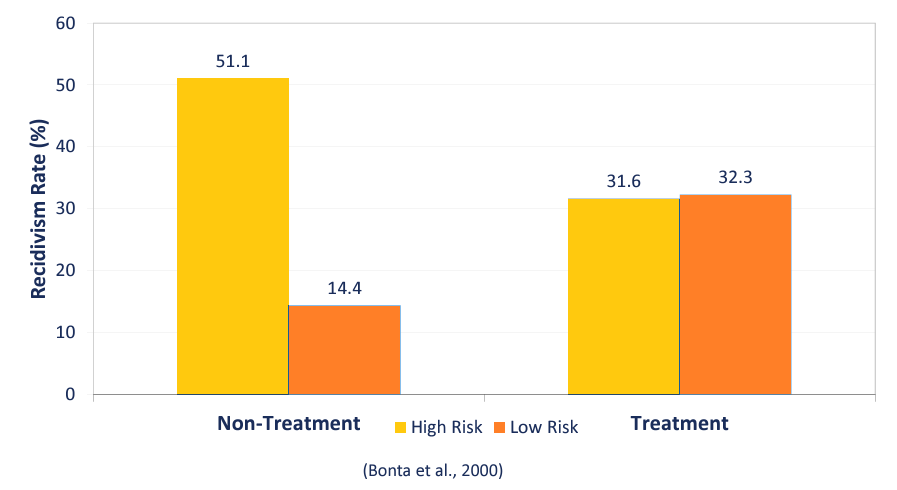 60
50
40
30
20
10
0
Recidivism Rate (%)
51.1
14.4
31.6
32.3
Non-Treatment
High Risk
Low Risk
Treatment
(Bonta et al., 2000)